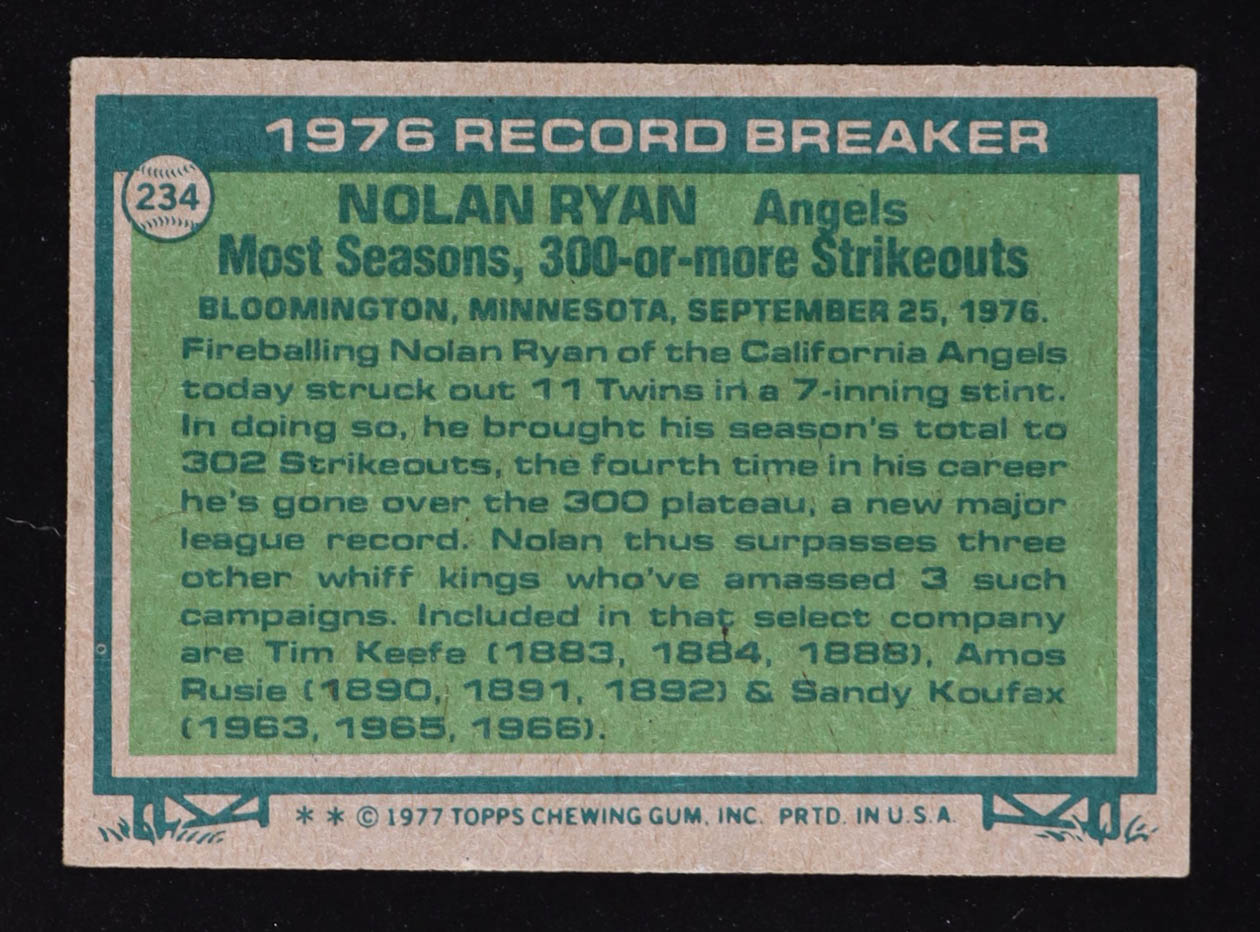 1976 RECORD BREAKER
234
NOLAN RYAN Angels
Most Seasons, 300-or-more Strikeouts
BLOOMINGTON, MINNESOTA, SEPTEMBER 25, 1976.
Fireballing Nolan Ryan of the California Angels
today struck out 11 Twins in a 7-inning stint.
In doing so, he brought his season's total to
302 Strikeouts, the fourth time in his career
he's gone over the 300 plateau, a new major
league record. Nolan thus surpasses three
other whiff kings who've amassed 3 such
campaigns. Included in that select company
are Tim Keefe (1883, 1884, 1888), Amos
Rusie (1890, 1891, 1892) & Sandy Koufax
(1963, 1965, 1966).
* * © 1977 TOPPS CHEWING GUM, INC. PRTD. IN U.S.A.